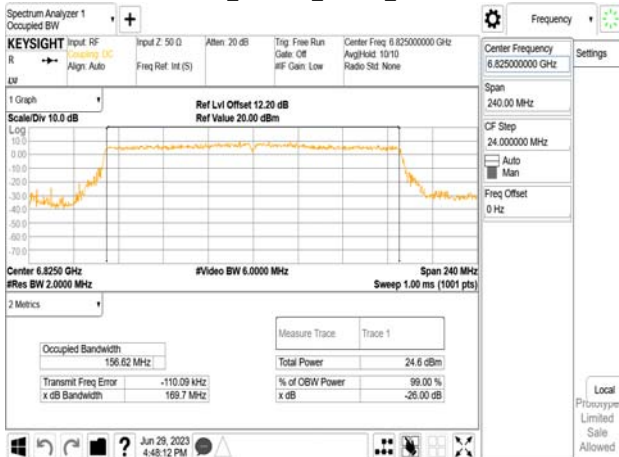 Spectrum Analyzer 1
Occupied BW
KEYSIGHT
R
Input: RF
Coupling: DC
Align: Auto
Input Z: 50 Ω
Freq Ref: Int (S)
Atten: 20 dB
Trig: Free Run
Gate: Off
#IF Gain: Low
Center Freq: 6.825000000 GHz
Avg|Hold: 10/10
Radio Std: None
1 Graph
Scale/Div 10.0 dB
Ref Lvl Offset 12.20 dB
Ref Value 20.00 dBm
Log
10.0
0.00
-10.0
-20.0
-30.0
-40.0
-50.0
-60.0
-70.0
Center 6.8250 GHz
#Res BW 2.0000 MHz
#Video BW 6.0000 MHz
Span 240 MHz
Sweep 1.00 ms (1001 pts)
2 Metrics
Measure Trace Trace 1
Occupied Bandwidth
156.62 MHz
Total Power 24.6 dBm
Transmit Freq Error -110.09 kHz
% of OBW Power 99.00 %
x dB Bandwidth 169.7 MHz
x dB -26.00 dB
Jun 29, 2023
4:48:12 PM
Frequency
Center Frequency
6.825000000 GHz
Settings
Span
240.00 MHz
CF Step
24.000000 MHz
Auto
Man
Freq Offset
0 Hz
Local
Prototype
Limited
Sale
Allowed